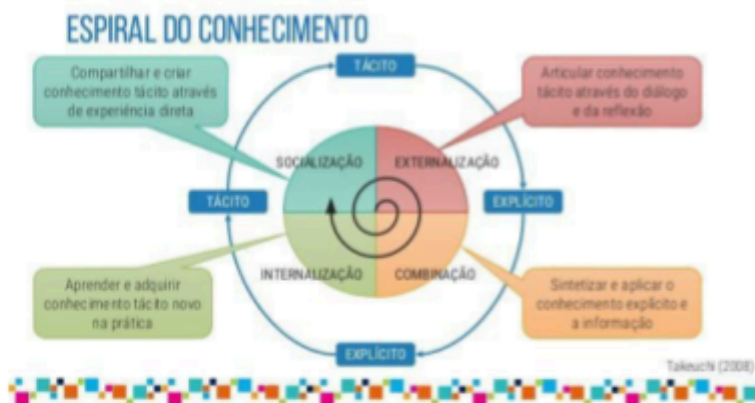 ESPIRAL DO CONHECIMENTO
TÁCITO
Compartilhar e criar
conhecimento tácito através
de experiência direta
Articular conhecimento
tácito através do diálogo
e da reflexão
SOCIALIZAÇÃO
EXTERNALIZAÇÃO
TÁCITO
EXPLÍCITO
INTERNALIZAÇÃO
COMBINAÇÃO
Aprender e adquirir
conhecimento tácito novo
na prática
Sintetizar e aplicar o
conhecimento explícito e
a informação
EXPLÍCITO
Takeuchi (2008)